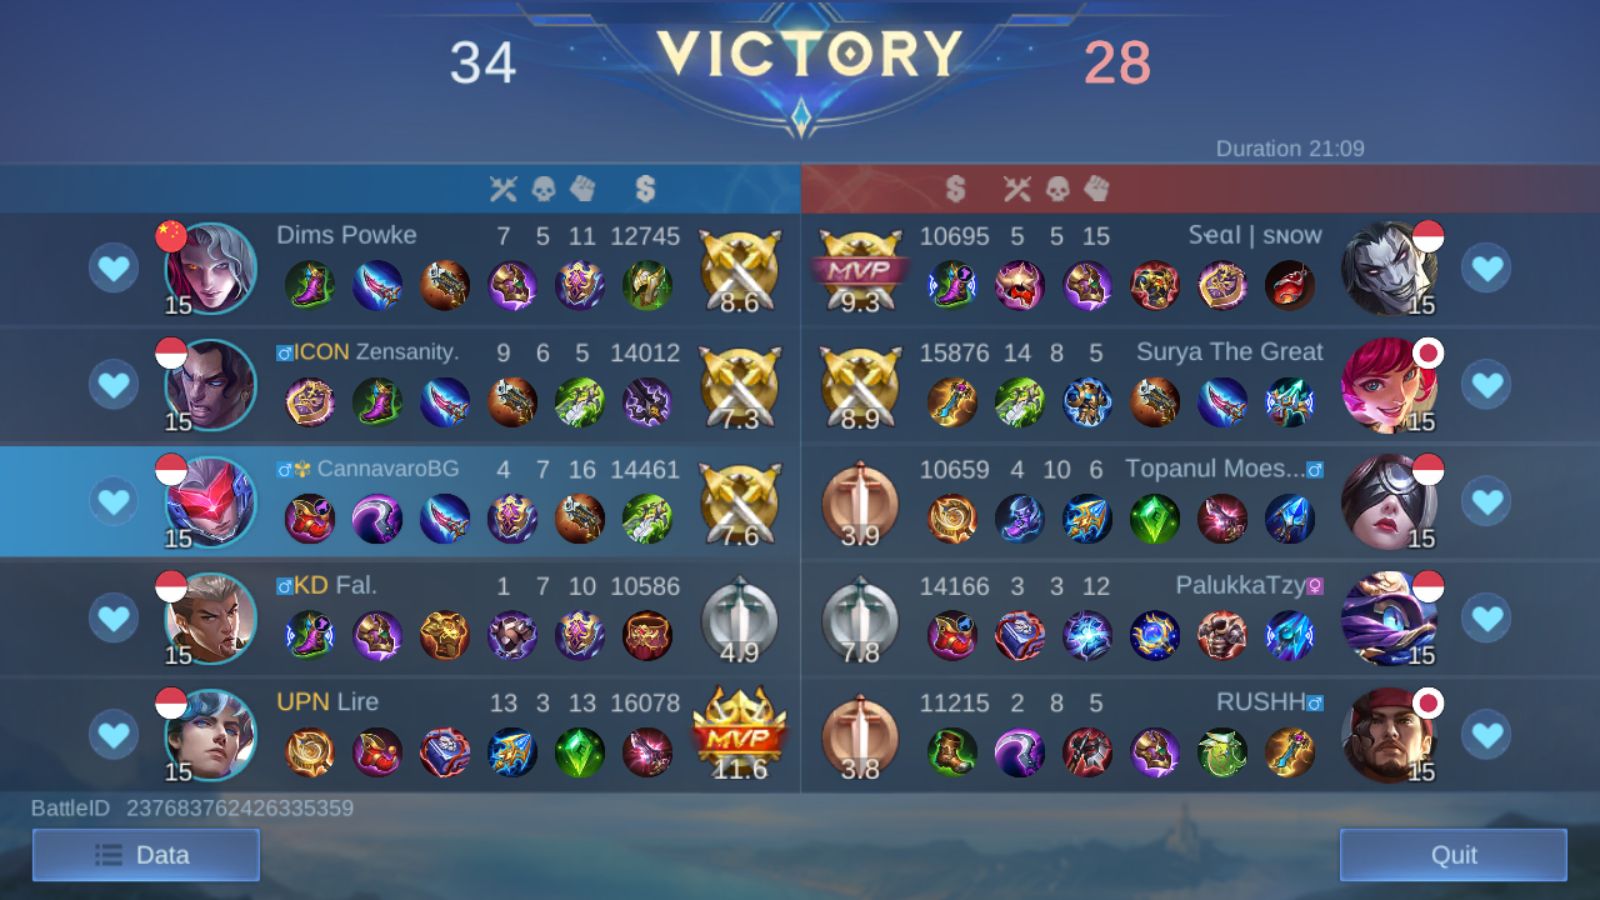 34 VICTORY 28
Duration 21:09
Dims Powke 7 5 11 12745
15 8.6
10695 5 5 15 Seal | SNOW
MVP 9.3 15
ICON Zensanity. 9 6 5 14012
15 7.3
15876 14 8 5 Surya The Great
8.9 15
CannavaroBG 4 7 16 14461
15 7.6
10659 4 10 6 Topanul Moes...
3.9 15
KD Fal. 1 7 10 10586
15 4.9
14166 3 3 12 PalukkaTzy
7.8 15
UPN Lire 13 3 13 16078
15 MVP 11.6
11215 2 8 5 RUSHH
3.8 15
BattleID 237683762426335359
Data
Quit